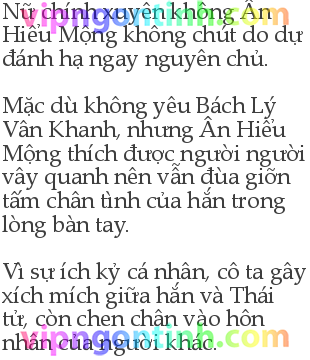 Nữ chính xuyên không Ân
Hiểu Mộng không chút do dự
đánh hạ ngay nguyên chủ.
Mặc dù không yêu Bách Lý
Vân Khanh, nhưng Ân Hiểu
Mộng thích được người người
vây quanh nên vẫn đùa giỡn
tấm chân tình của hắn trong
lòng bàn tay.
Vì sự ích kỷ cá nhân, cô ta gây
xích mích giữa hắn và Thái
tử, còn chen chân vào hôn
nhân của người khác.
vipngontinh.com
vipngontinh.com